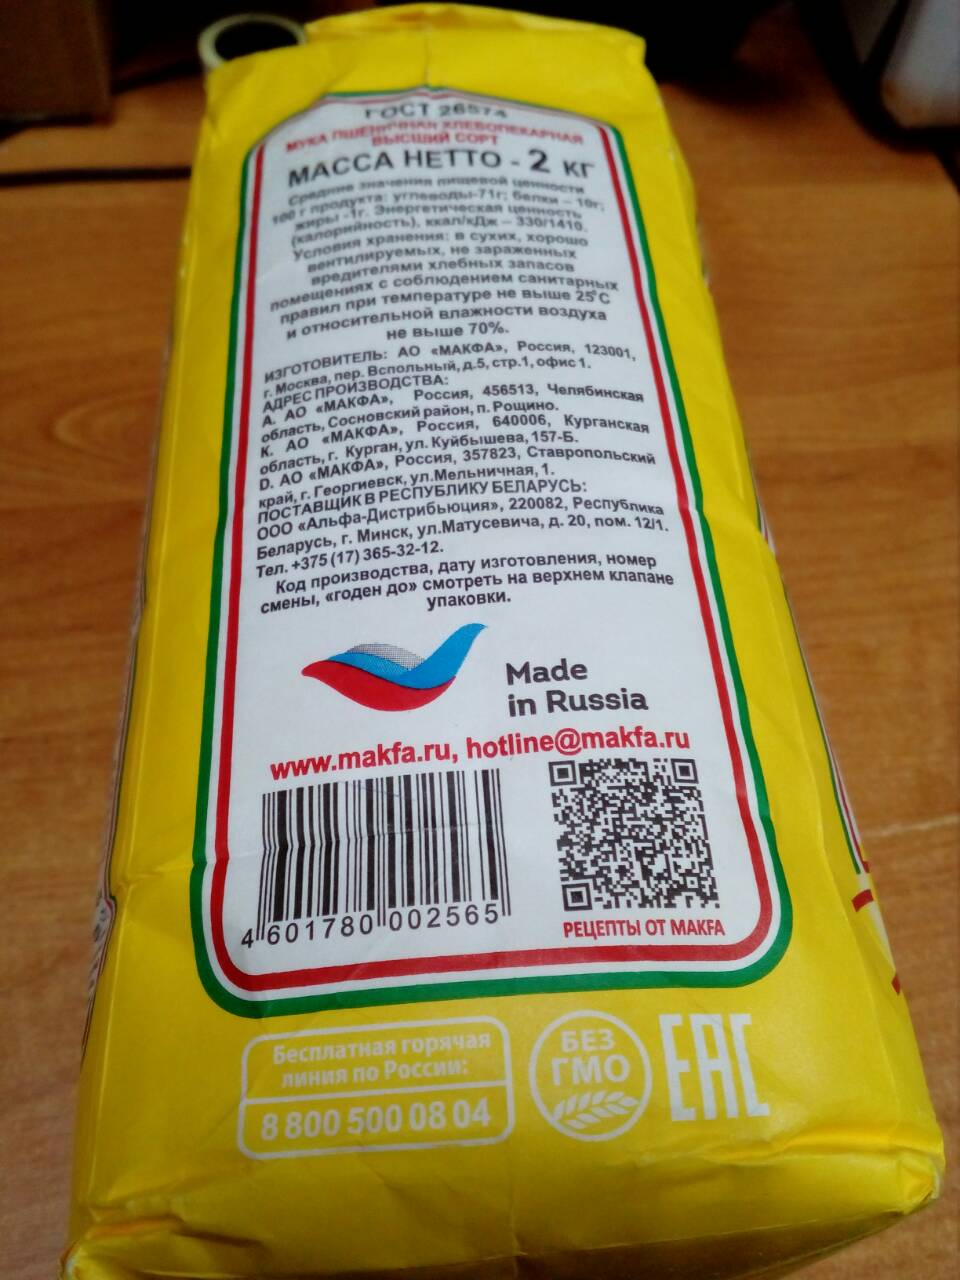 ГОСТ 26574
МУКА ПШЕНИЧНАЯ ХЛЕБОПЕКАРНАЯ
ВЫСШИЙ СОРТ
МАССА НЕТТО - 2 КГ
Средние значения пищевой ценности
100 г продукта: углеводы-71г; белки – 10г;
жиры -1г. Энергетическая ценность
(калорийность), ккал/кДж – 330/1410.
Условия хранения: в сухих, хорошо
вентилируемых, не зараженных
вредителями хлебных запасов
помещениях с соблюдением санитарных
правил при температуре не выше 25°С
и относительной влажности воздуха
не выше 70%.
ИЗГОТОВИТЕЛЬ: АО «МАКФА», Россия, 123001,
г. Москва, пер. Вспольный, д.5, стр.1, офис 1.
АДРЕС ПРОИЗВОДСТВА:
А. АО «МАКФА», Россия, 456513, Челябинская
область, Сосновский район, п. Рощино.
К. АО «МАКФА», Россия, 640006, Курганская
область, г. Курган, ул. Куйбышева, 157-Б.
D. АО «МАКФА», Россия, 357823, Ставропольский
край, г. Георгиевск, ул.Мельничная, 1.
ПОСТАВЩИК В РЕСПУБЛИКУ БЕЛАРУСЬ:
ООО «Альфа-Дистрибьюция», 220082, Республика
Беларусь, г. Минск, ул.Матусевича, д. 20, пом. 12/1.
Тел. +375 (17) 365-32-12.
Код производства, дату изготовления, номер
смены, «годен до» смотреть на верхнем клапане
упаковки.
Made
in Russia
www.makfa.ru, hotline@makfa.ru
4 601780 002565
РЕЦЕПТЫ ОТ MAKFA
Бесплатная горячая
линия по России:
8 800 500 08 04
БЕЗ
ГМО
EAC